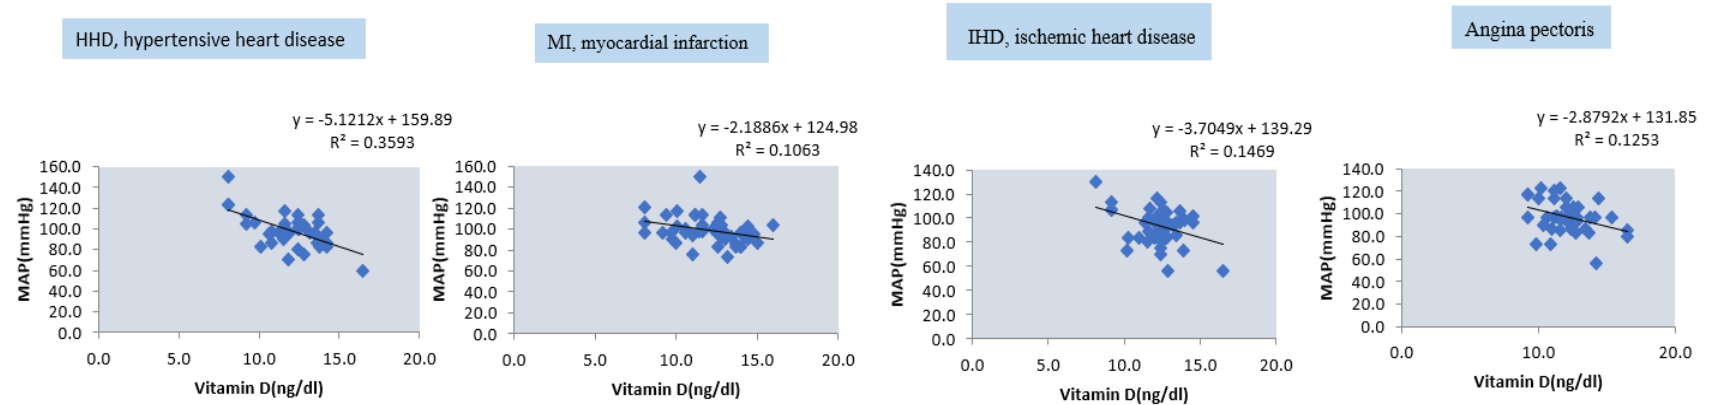 HHD, hypertensive heart disease
y = -5.1212x + 159.89
R² = 0.3593
160.0
140.0
120.0
100.0
80.0
60.0
40.0
20.0
0.0
MAP(mmHg)
0.0 5.0 10.0 15.0 20.0
Vitamin D(ng/dl)
MI, myocardial infarction
y = -2.1886x + 124.98
R² = 0.1063
160.0
140.0
120.0
100.0
80.0
60.0
40.0
20.0
0.0
MAP(mmHg)
0.0 5.0 10.0 15.0 20.0
Vitamin D(ng/dl)
IHD, ischemic heart disease
y = -3.7049x + 139.29
R² = 0.1469
140.0
120.0
100.0
80.0
60.0
40.0
20.0
0.0
MAP(mmHg)
0.0 5.0 10.0 15.0 20.0
Vitamin D(ng/dl)
Angina pectoris
y = -2.8792x + 131.85
R² = 0.1253
140.0
120.0
100.0
80.0
60.0
40.0
20.0
0.0
MAP(mmHg)
0.0 10.0 20.0
Vitamin D(ng/dl)